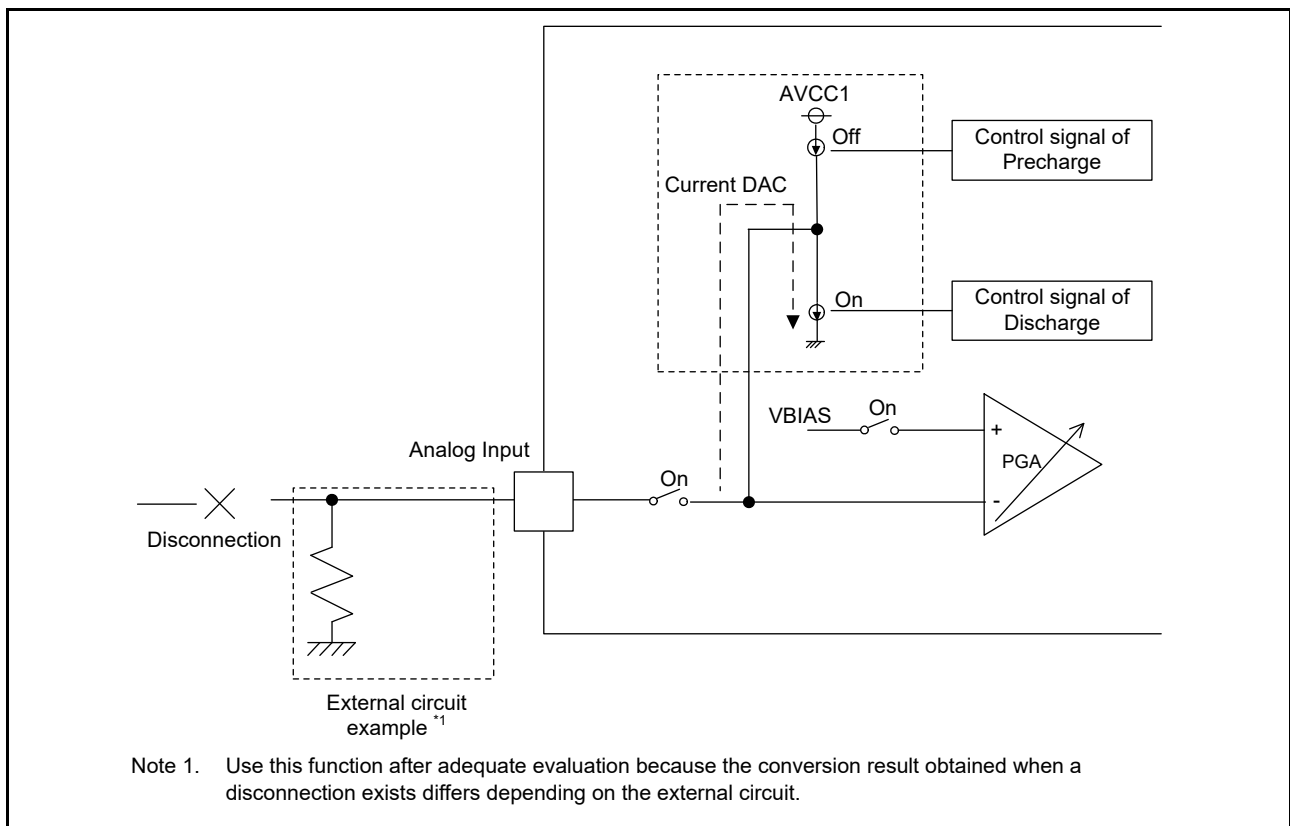 AVCC1
Off
Control signal of
Precharge
Current DAC
On
Control signal of
Discharge
VBIAS
On
+
PGA
-
Analog Input
On
Disconnection
External circuit
example *1
Note 1. Use this function after adequate evaluation because the conversion result obtained when a
disconnection exists differs depending on the external circuit.